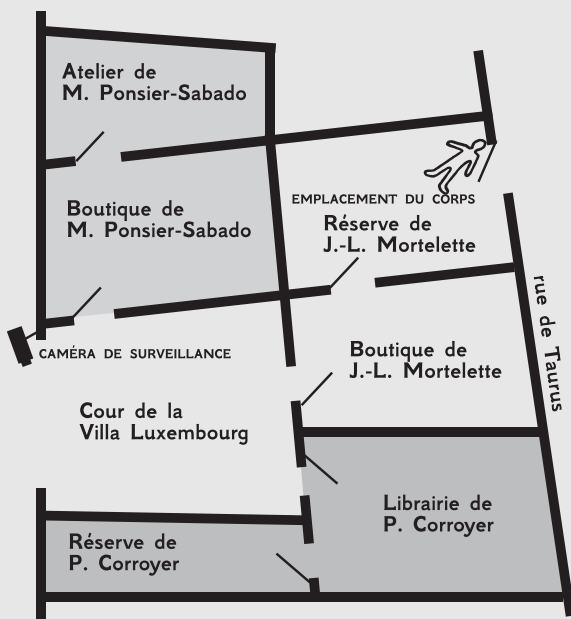 Atelier de
M. Ponsier-Sabado
Boutique de
M. Ponsier-Sabado
EMPLACEMENT DU CORPS
Réserve de
J.-L. Mortelette
rue de Taurus
CAMÉRA DE SURVEILLANCE
Boutique de
J.-L. Mortelette
Cour de la
Villa Luxembourg
Librairie de
P. Corroyer
Réserve de
P. Corroyer